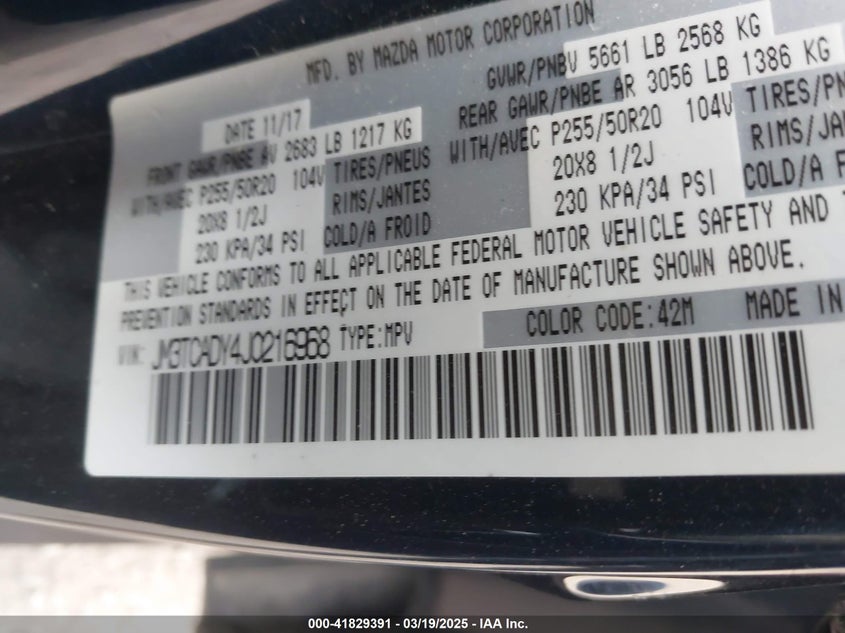 MFD. BY MAZDA MOTOR CORPORATION
DATE 11/17
GVWR/PNBV 5661 LB 2568 KG
FRONT GAWR/PNBE AV 2683 LB 1217 KG
REAR GAWR/PNBE AR 3056 LB 1386 KG
WITH/AVEC P255/50R20 104V TIRES/PNEUS
WITH/AVEC P255/50R20 104V TIRES/PN
20X8 1/2J RIMS/JANTES
20X8 1/2J RIMS/JANTE
230 KPA/34 PSI COLD/A FROID
230 KPA/34 PSI COLD/A FROID
THIS VEHICLE CONFORMS TO ALL APPLICABLE FEDERAL MOTOR VEHICLE SAFETY AND T
PREVENTION STANDARDS IN EFFECT ON THE DATE OF MANUFACTURE SHOWN ABOVE.
VIN: JM3TCADY4J0216968 TYPE:MPV
COLOR CODE:42M MADE IN
000-41829391 - 03/19/2025 - IAA Inc.